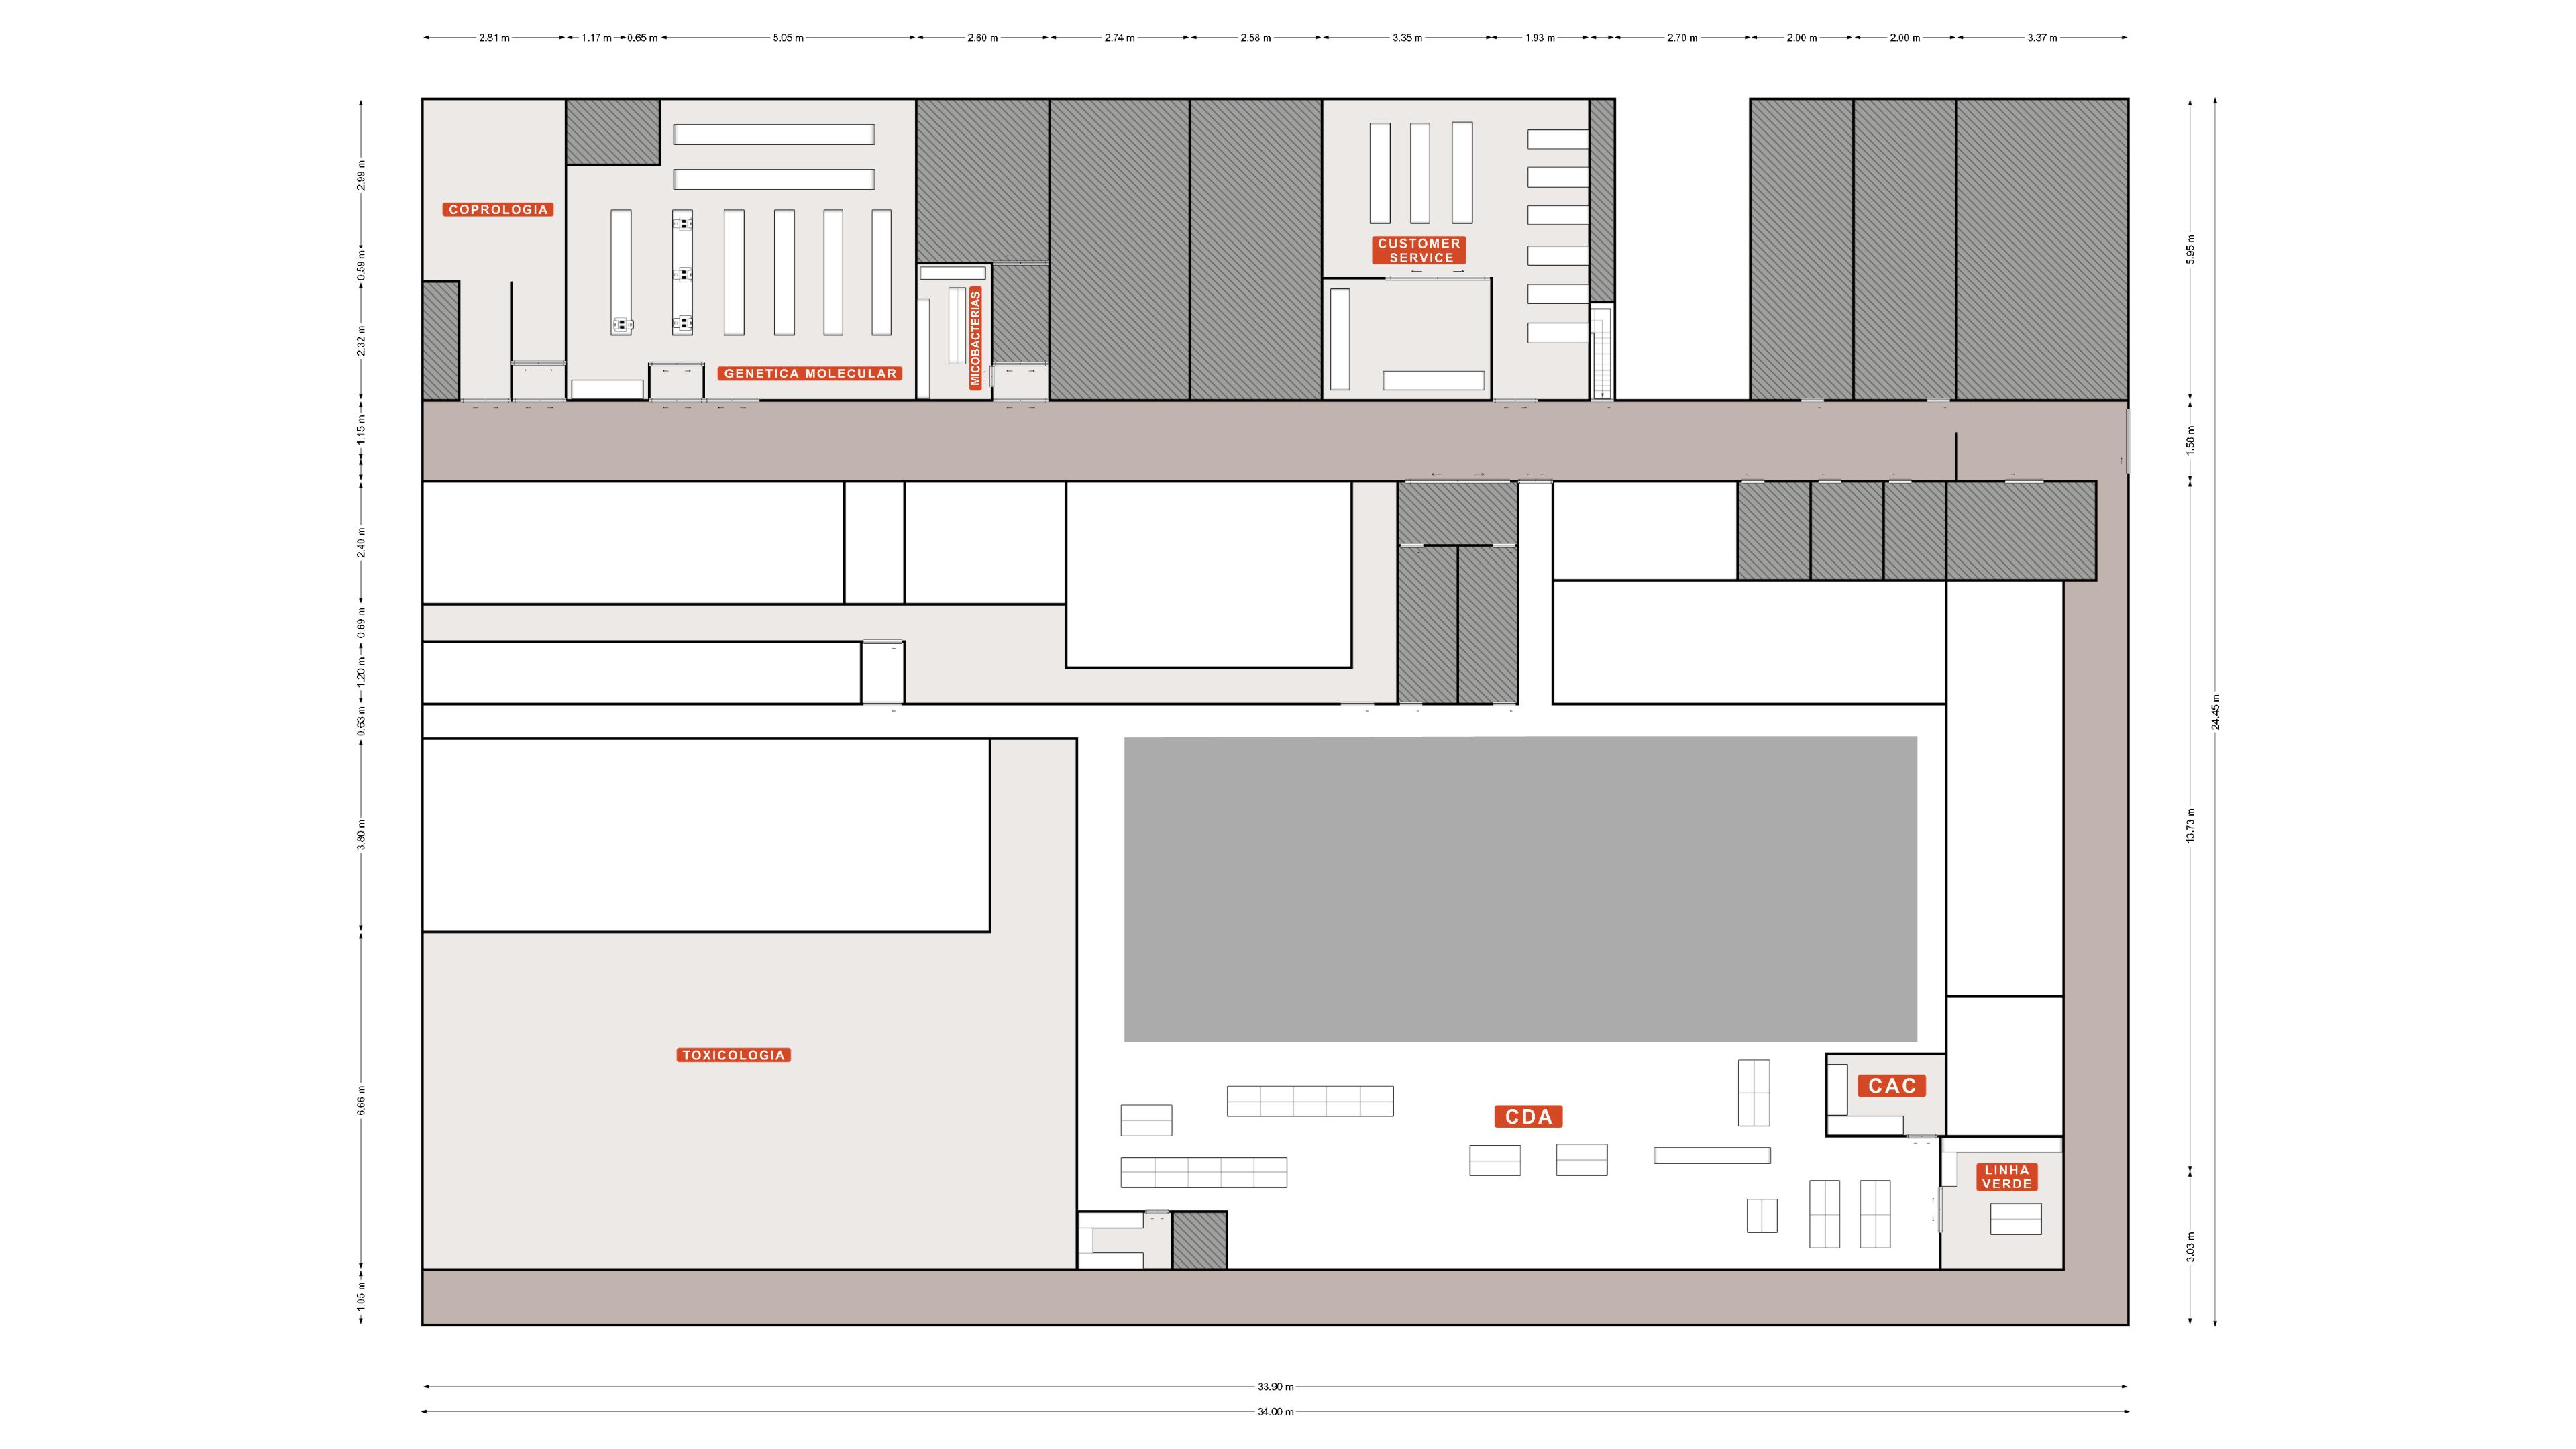 2.81 m
1.17 m
0.65 m
5.05 m
2.60 m
2.74 m
2.58 m
3.35 m
1.93 m
2.70 m
2.00 m
2.00 m
3.37 m
2.99 m
0.59 m
2.32 m
1.15 m
2.40 m
0.69 m
1.20 m
0.63 m
3.80 m
6.66 m
1.05 m
COPROLOGIA
GENETICA MOLECULAR
MICOBACTERIAS
CUSTOMER
SERVICE
TOXICOLOGIA
CDA
CAC
LINHA
VERDE
5.95 m
1.58 m
13.73 m
3.03 m
24.45 m
33.90 m
34.00 m